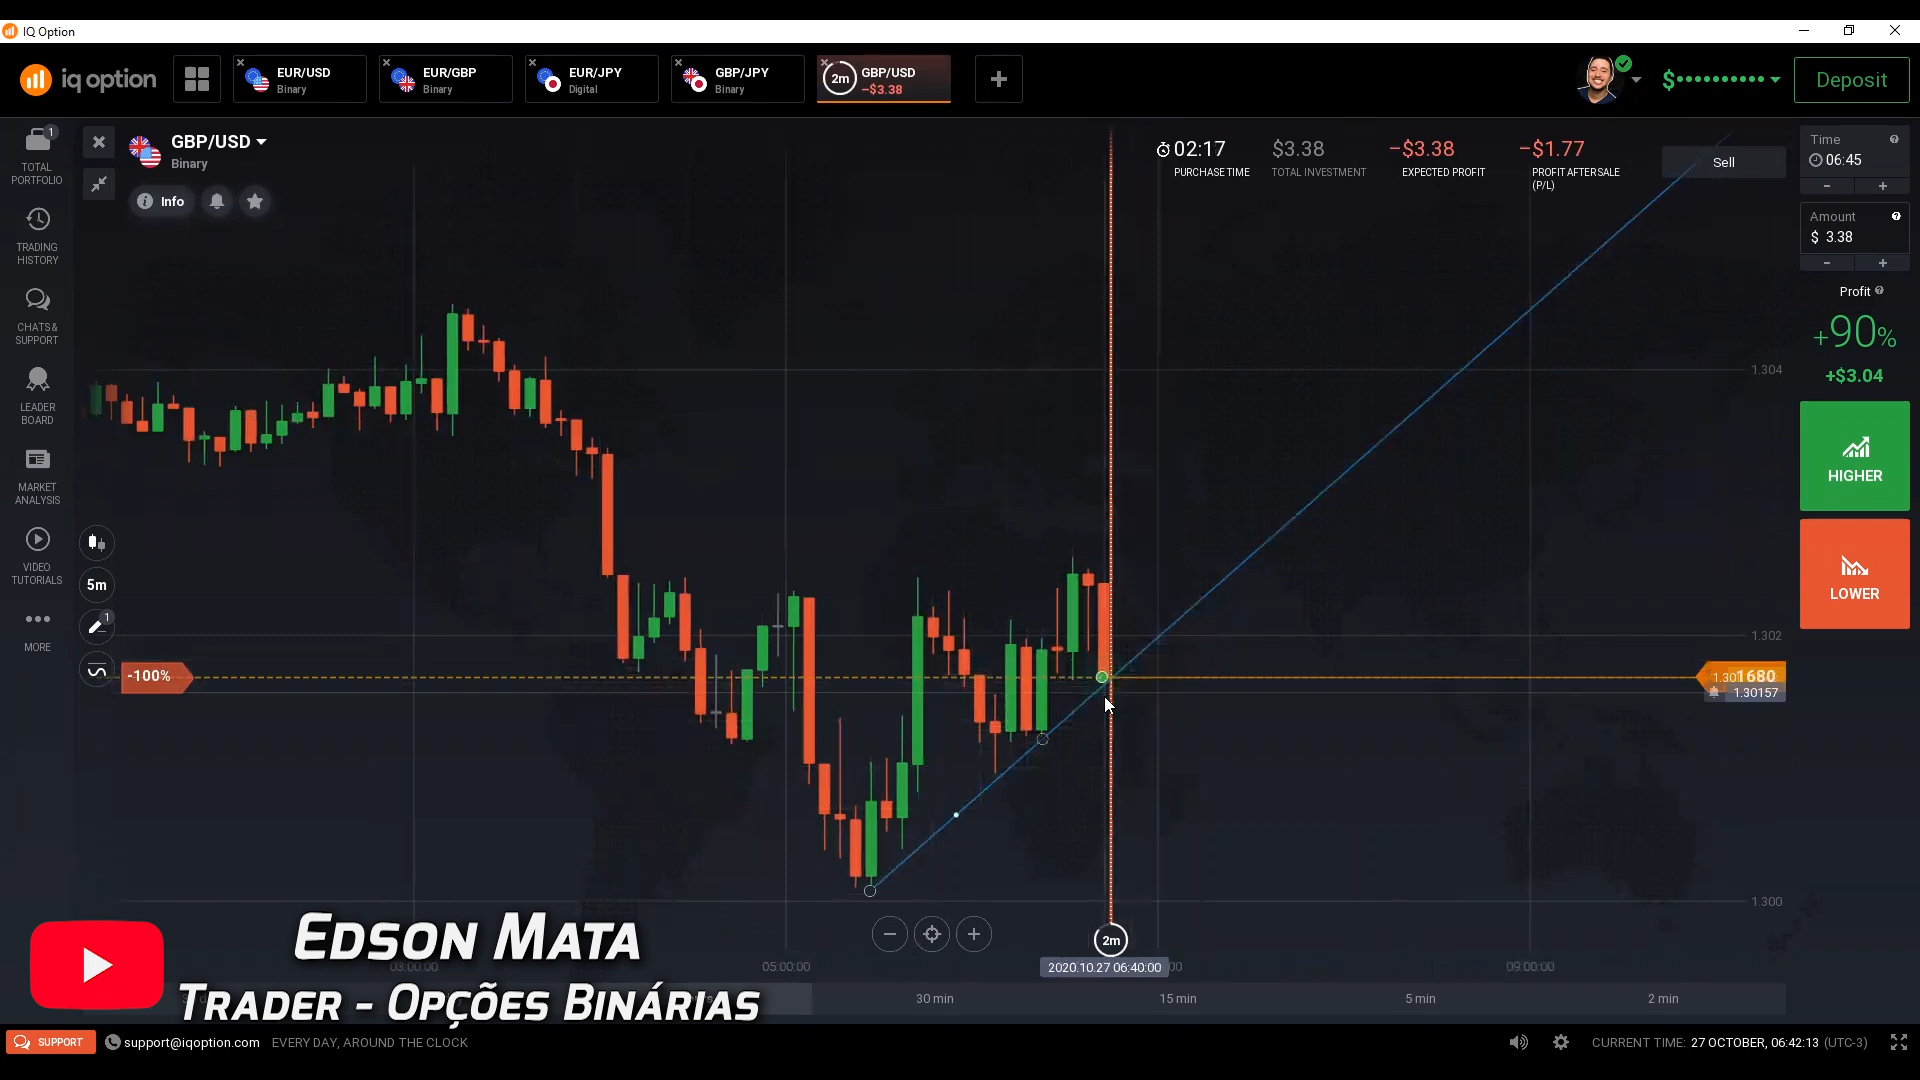 IQ Option
iq option
EUR/USD
Binary
EUR/GBP
Binary
EUR/JPY
Digital
GBP/JPY
Binary
2m
GBP/USD
−$3.38
$
Deposit
1
TOTAL
PORTFOLIO
TRADING
HISTORY
CHATS &
SUPPORT
LEADER
BOARD
MARKET
ANALYSIS
VIDEO
TUTORIALS
MORE
GBP/USD
Binary
Info
02:17
PURCHASE TIME
$3.38
TOTAL INVESTMENT
−$3.38
EXPECTED PROFIT
−$1.77
PROFIT AFTER SALE
(P/L)
Sell
Time
06:45
Amount
$ 3.38
Profit
+90%
+$3.04
HIGHER
LOWER
5m
1
-100%
1.304
1.302
1680
1.30157
1.300
2m
03:00:00
05:00:00
2020.10.27 06:40:00
09:00:00
30 min
15 min
5 min
2 min
Edson Mata
Trader - Opções Binárias
SUPPORT
support@iqoption.com
EVERY DAY, AROUND THE CLOCK
CURRENT TIME: 27 OCTOBER, 06:42:13 (UTC-3)